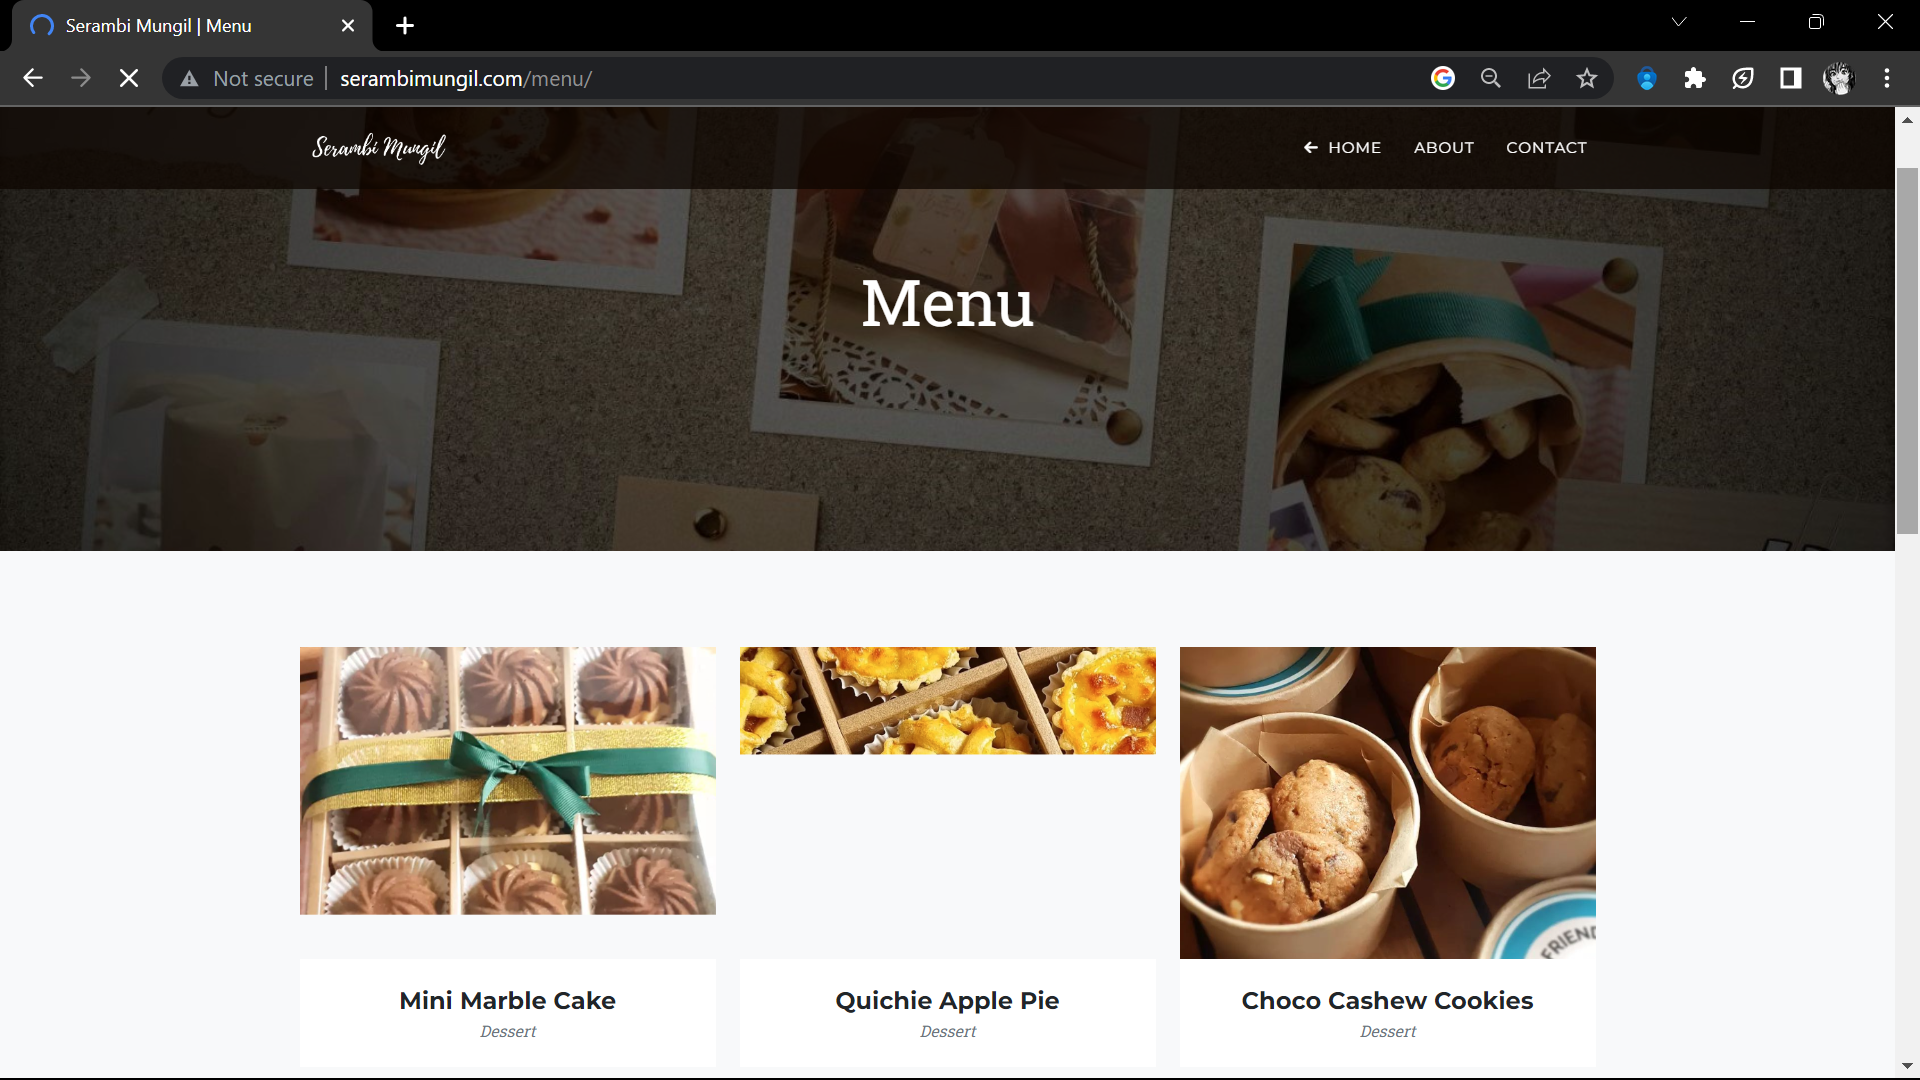 Serambi Mungil | Menu
Not secure
serambimungil.com/menu/
Serambi Mungil
HOME
ABOUT
CONTACT
Menu
FRIEND
Mini Marble Cake
Quichie Apple Pie
Choco Cashew Cookies
Dessert
Dessert
Dessert